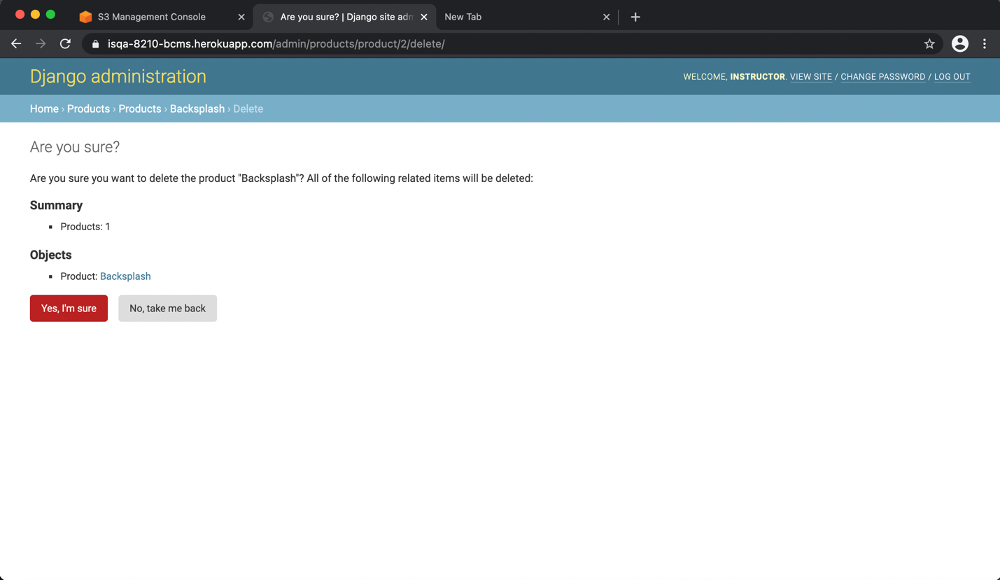 S3 Management Console
Are you sure? | Django site adm
New Tab
isqa-8210-bcms.herokuapp.com/admin/products/product/2/delete/
Django administration
WELCOME, INSTRUCTOR. VIEW SITE / CHANGE PASSWORD / LOG OUT
Home › Products › Products › Backsplash › Delete
Are you sure?
Are you sure you want to delete the product "Backsplash"? All of the following related items will be deleted:
Summary
Products: 1
Objects
Product: Backsplash
Yes, I'm sure
No, take me back